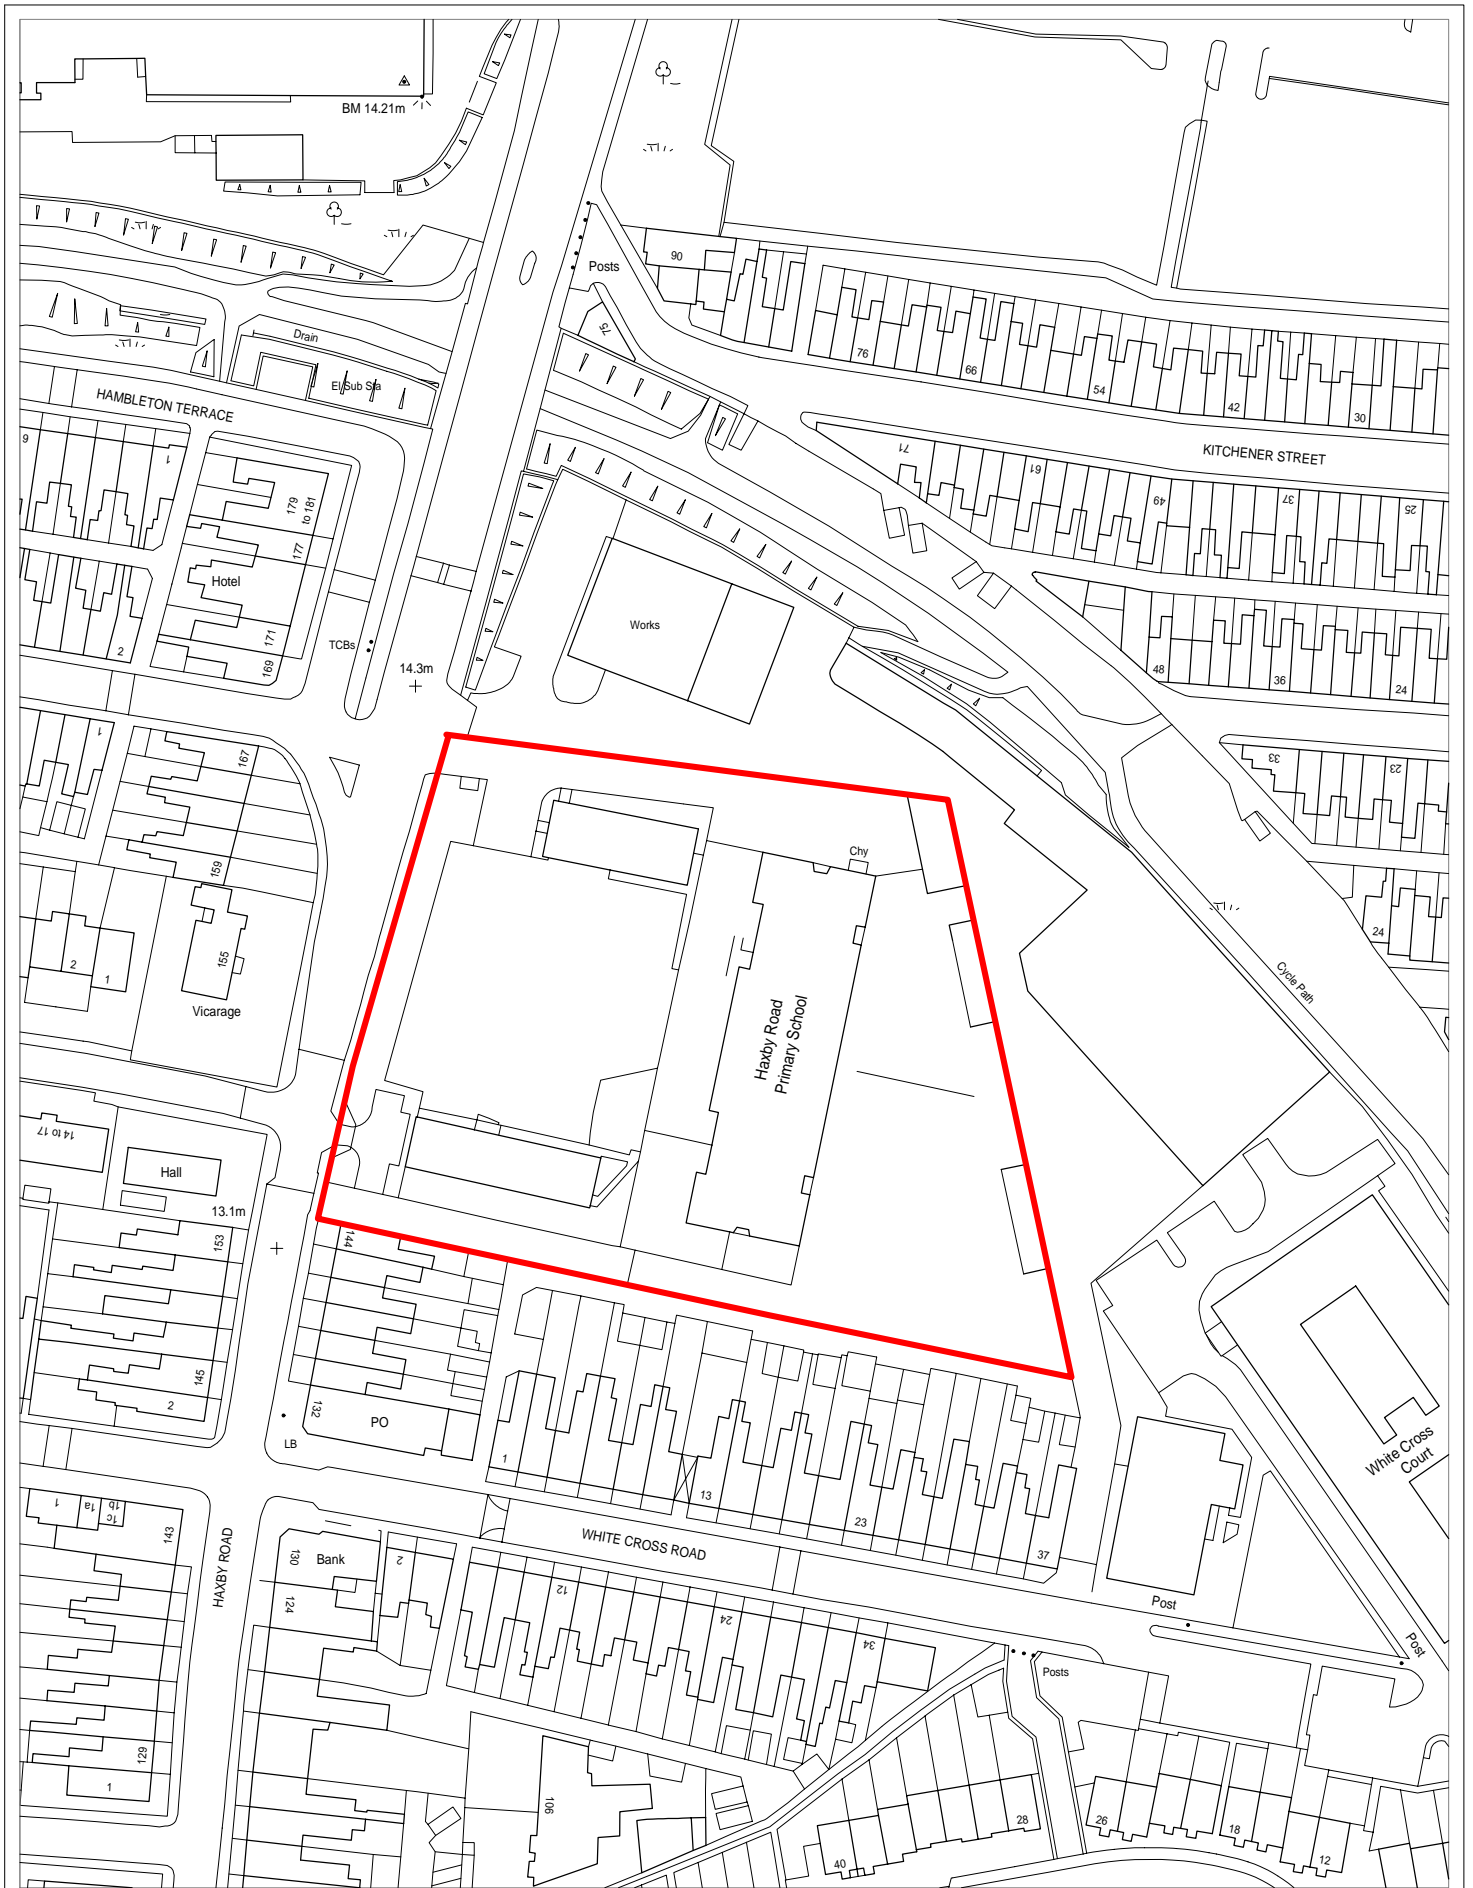 BM 14.21m
90
Posts
75
76
66
54
42
30
Drain
El Sub Sta
HAMBLETON TERRACE
KITCHENER STREET
9
1
179
to 181
177
Hotel
171
169
2
TCBs
14.3m
Works
71
61
49
37
25
48
36
24
1
167
159
33
23
24
Chy
2
1
155
Vicarage
Haxby Road
Primary School
Cycle Path
14 to 17
Hall
13.1m
153
145
2
144
132
PO
LB
1
13
23
37
White Cross
Court
WHITE CROSS ROAD
Post
Post
1
1a
1b
1c
143
HAXBY ROAD
130
Bank
2
124
12
24
34
Posts
129
1
106
40
28
26
18
12